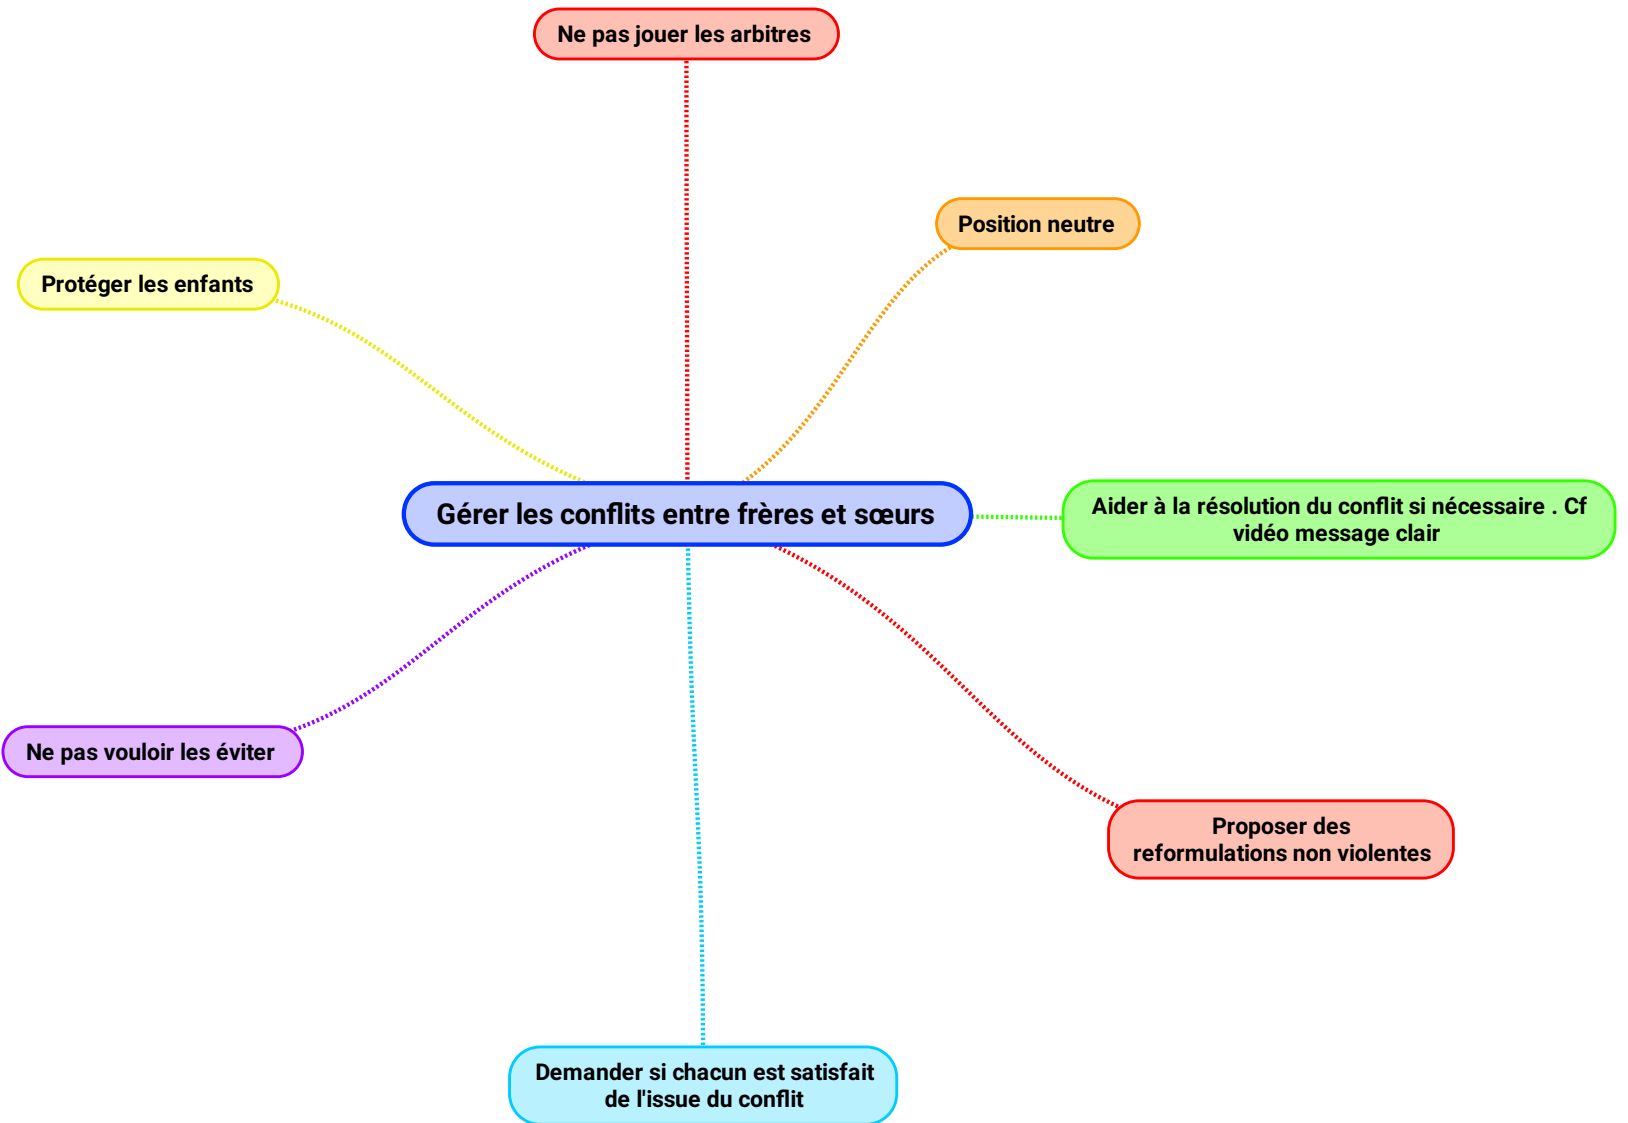 Ne pas jouer les arbitres
Position neutre
Protéger les enfants
Gérer les conflits entre frères et sœurs
Aider à la résolution du conflit si nécessaire . Cf
vidéo message clair
Ne pas vouloir les éviter
Proposer des
reformulations non violentes
Demander si chacun est satisfait
de l'issue du conflit